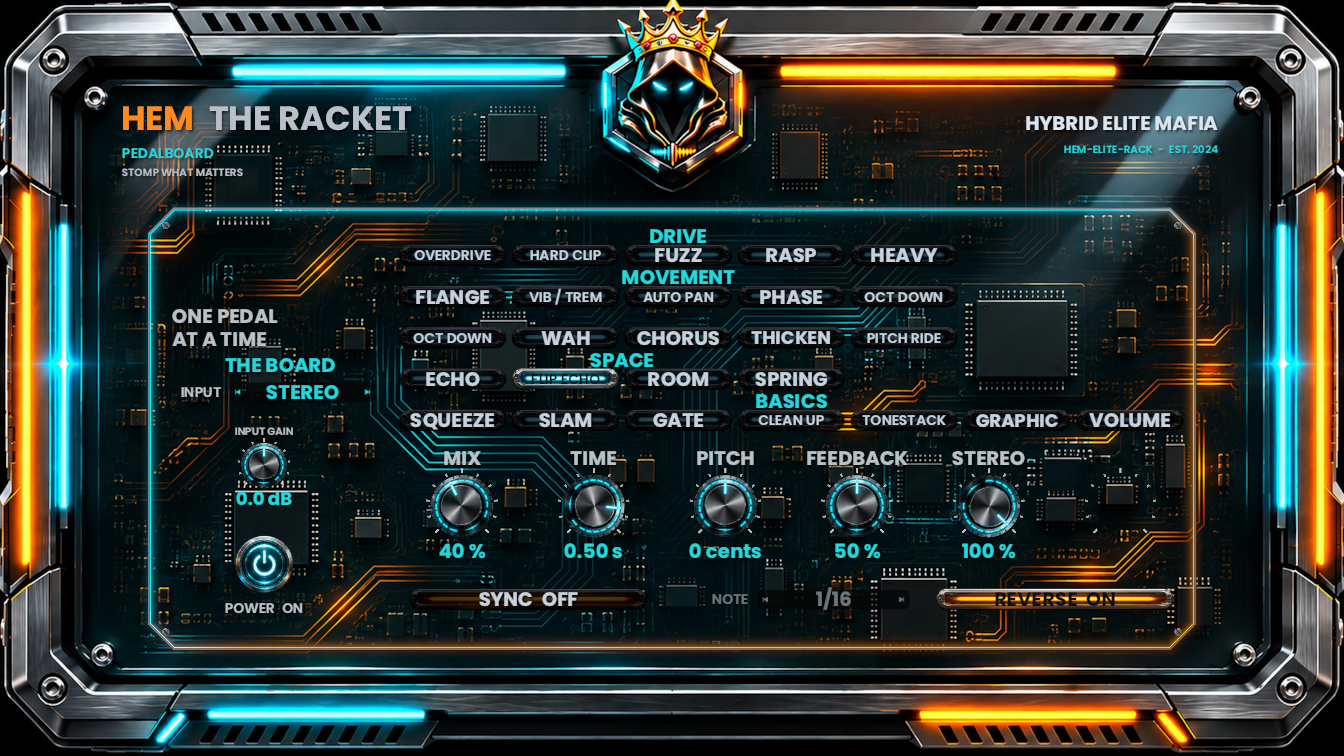 HEM THE RACKET
PEDALBOARD
STOMP WHAT MATTERS
HYBRID ELITE MAFIA
HEM-ELITE-RACK - EST. 2024
DRIVE
OVERDRIVE HARD CLIP FUZZ RASP HEAVY
MOVEMENT
FLANGE VIB / TREM AUTO PAN PHASE OCT DOWN
OCT DOWN WAH CHORUS THICKEN PITCH RIDE
SPACE
ECHO FLIP ECHO ROOM SPRING
BASICS
SQUEEZE SLAM GATE CLEAN UP TONESTACK GRAPHIC VOLUME
ONE PEDAL
AT A TIME
THE BOARD
INPUT STEREO
INPUT GAIN
0.0 dB
POWER ON
MIX TIME PITCH FEEDBACK STEREO
40 % 0.50 s 0 cents 50 % 100 %
SYNC OFF NOTE 1/16 REVERSE ON